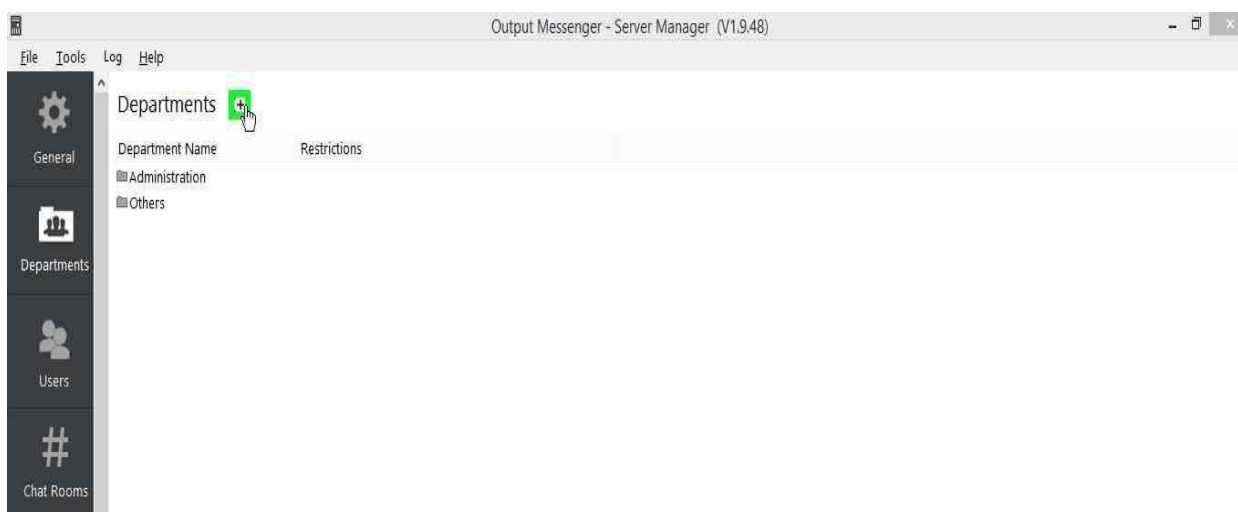 Output Messenger - Server Manager (V1.9.48)
File Tools Log Help
General
Departments
Users
Chat Rooms
Departments
Department Name Restrictions
Administration
Others